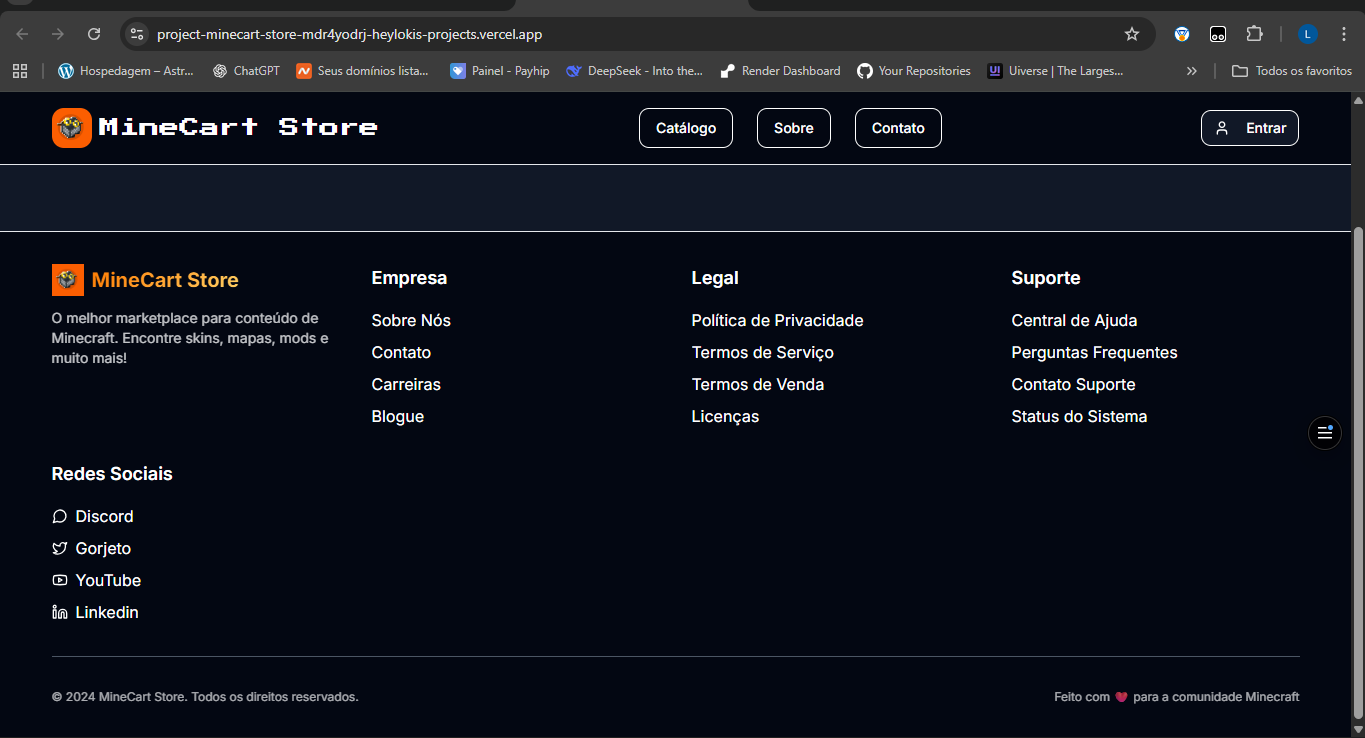 project-minecart-store-mdr4yodrj-heylokis-projects.vercel.app
L
Hospedagem – Astr...
ChatGPT
Seus domínios lista...
Painel - Payhip
DeepSeek - Into the...
Render Dashboard
Your Repositories
UI
Uiverse | The Larges...
Todos os favoritos
MineCart Store
Catálogo
Sobre
Contato
Entrar
MineCart Store
O melhor marketplace para conteúdo de
Minecraft. Encontre skins, mapas, mods e
muito mais!
Empresa
Sobre Nós
Contato
Carreiras
Blogue
Legal
Política de Privacidade
Termos de Serviço
Termos de Venda
Licenças
Suporte
Central de Ajuda
Perguntas Frequentes
Contato Suporte
Status do Sistema
Redes Sociais
Discord
Gorjeto
YouTube
Linkedin
© 2024 MineCart Store. Todos os direitos reservados.
Feito com ❤ para a comunidade Minecraft